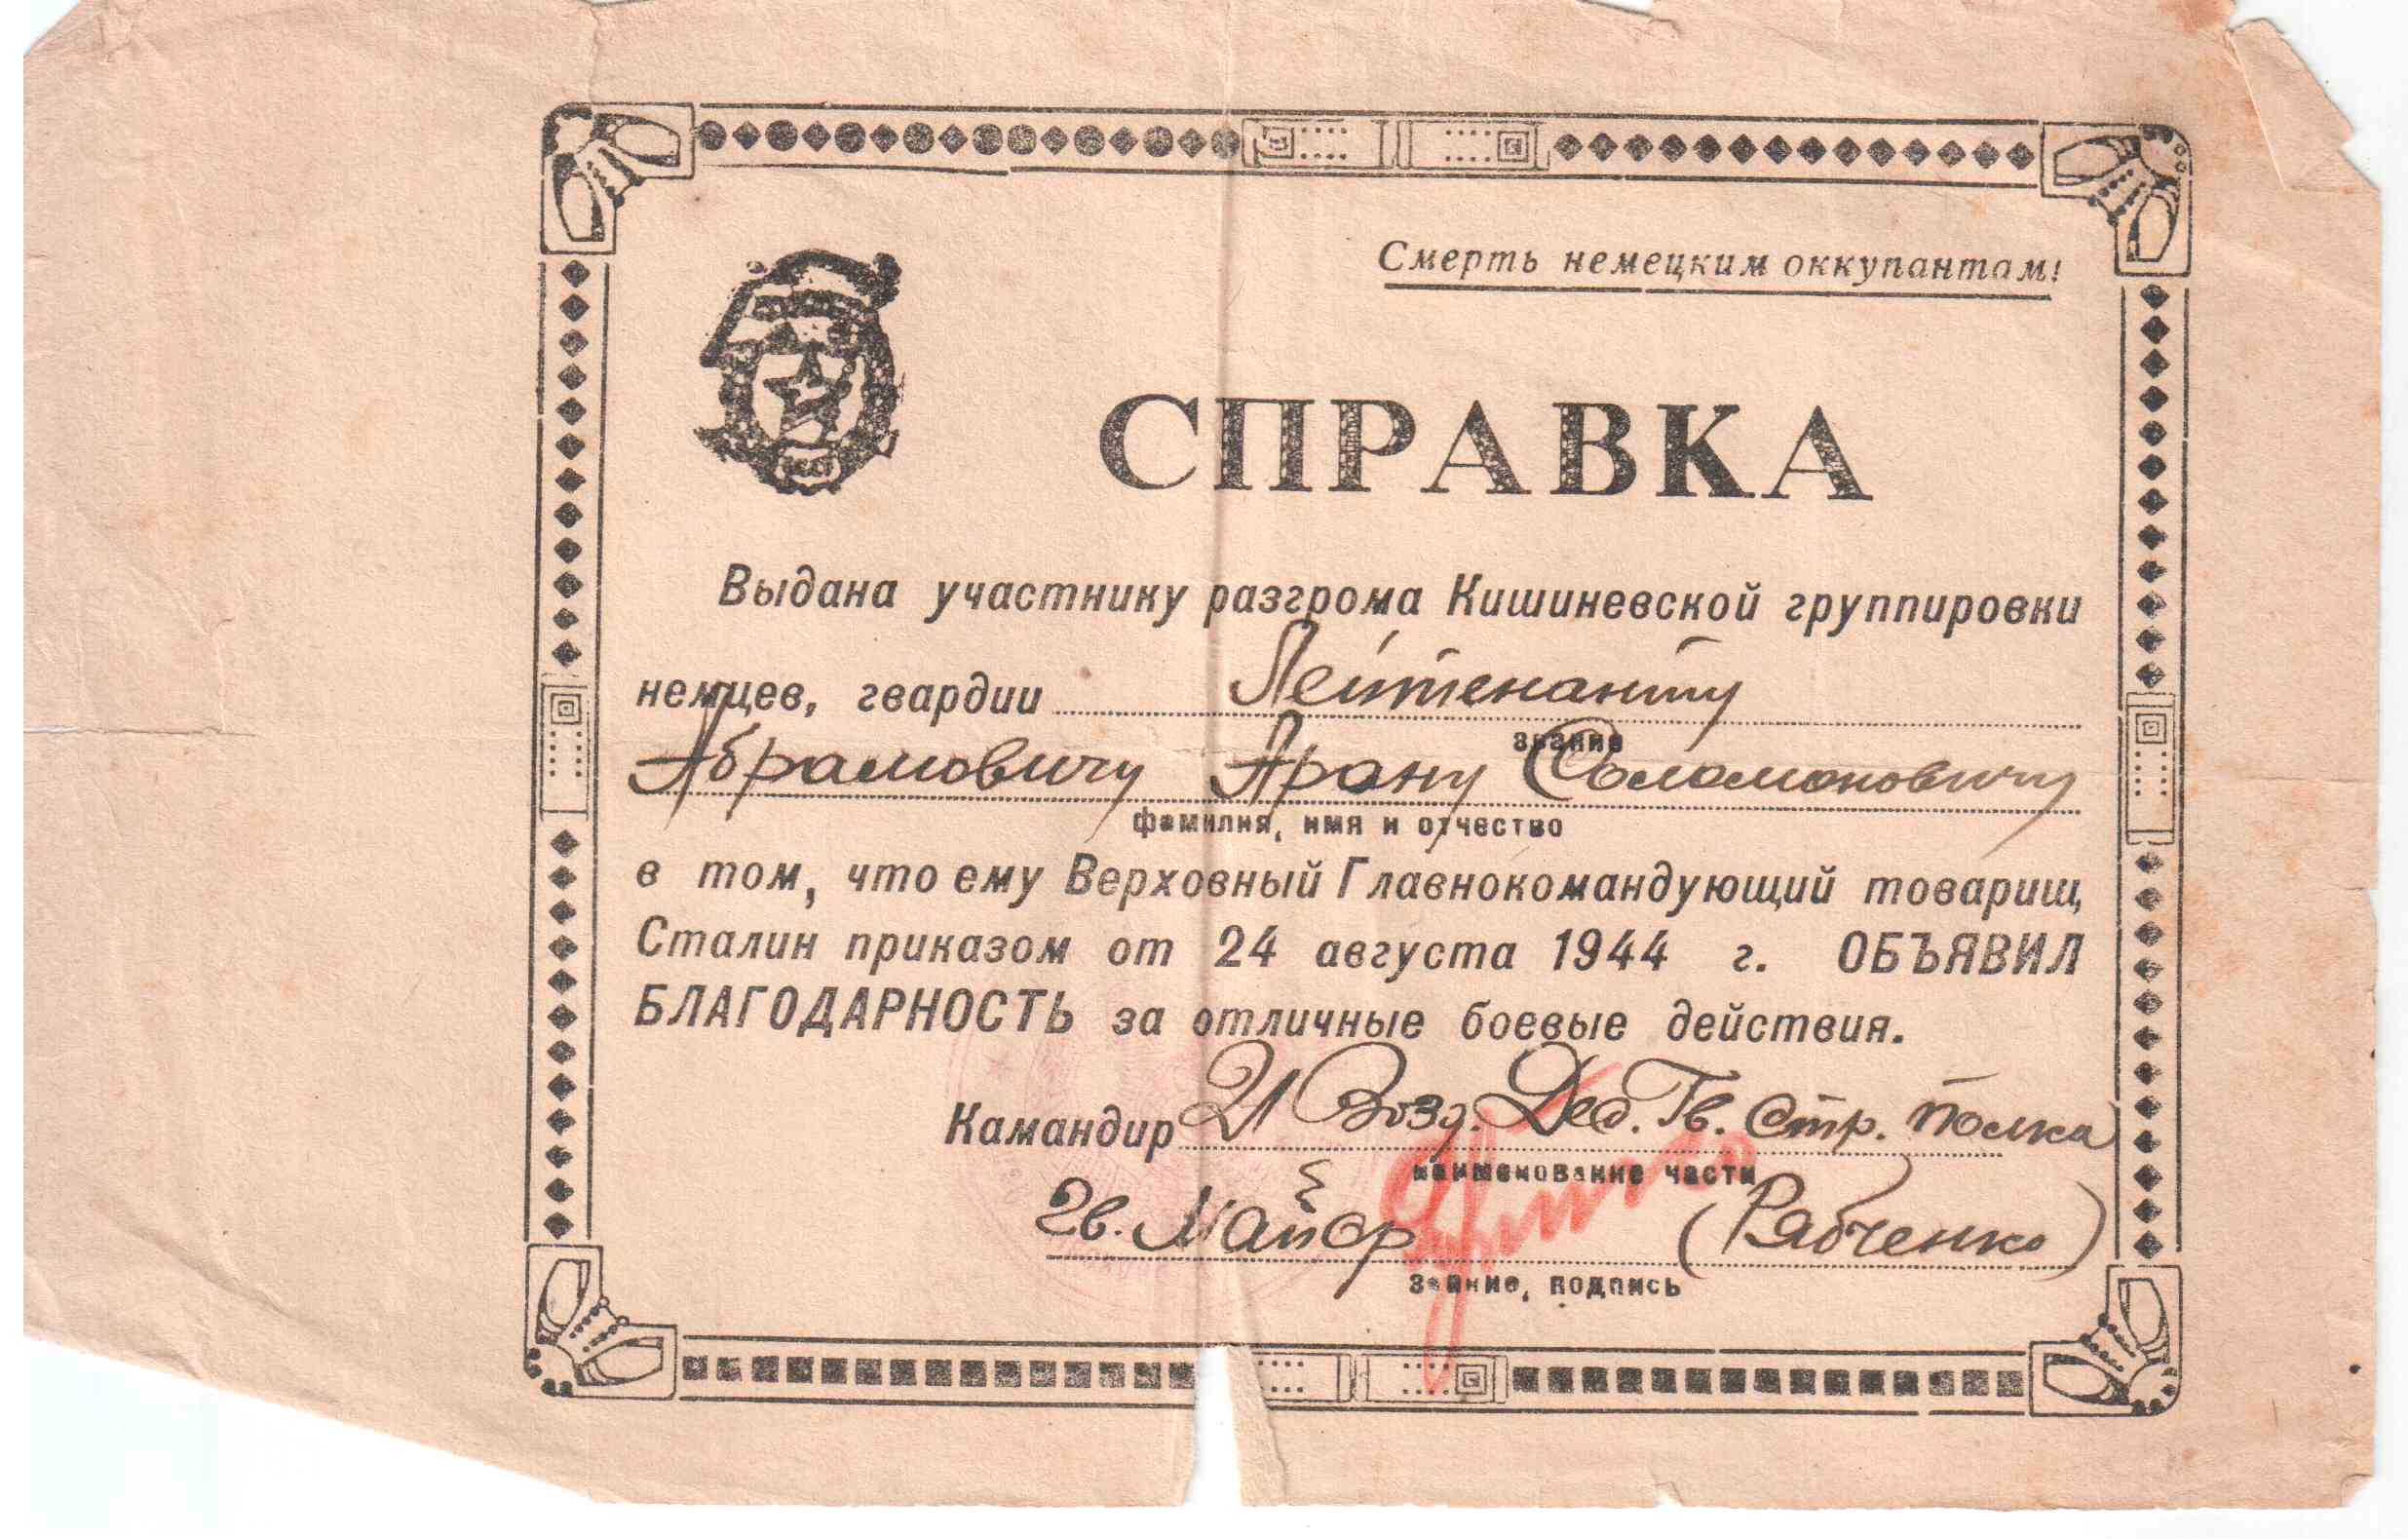 Смерть немецким оккупантам!
СПРАВКА
Выдана участнику разгрома Кишиневской группировки
немцев, гвардии Лейтенанту
звание
Абрамовичу Арону Соломоновичу
фамилия, имя и отчество
в том, что ему Верховный Главнокомандующий товарищ
Сталин приказом от 24 августа 1944 г. ОБЪЯВИЛ
БЛАГОДАРНОСТЬ за отличные боевые действия.
Камандир 21 Возд. Дес. Гв. Стр. Полка
наименование части
Гв. Майор (Рябченко)
звание, подпись